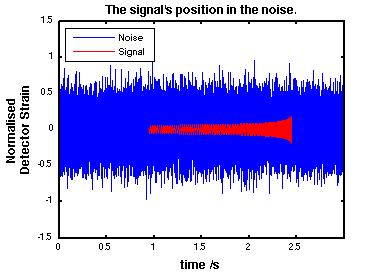 The signal's position in the noise.
1.5
Noise
Signal
1
0.5
0
-0.5
-1
-1.5
Normalised
Detector Strain
0 0.5 1 1.5 2 2.5
time /s